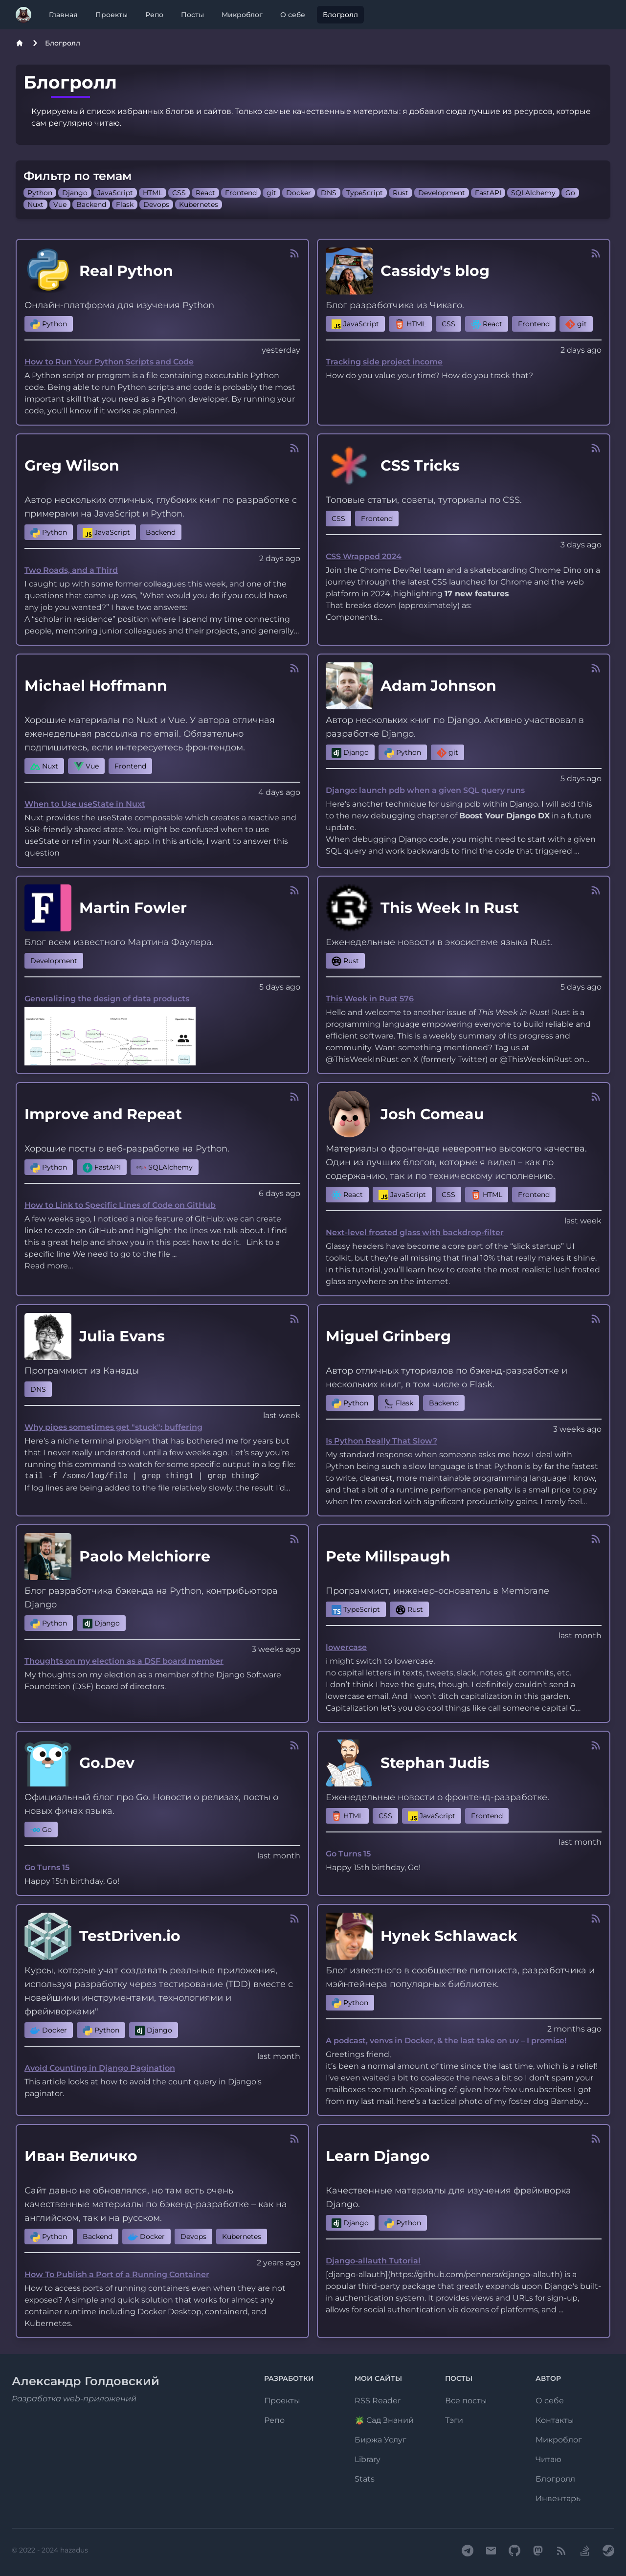 Главная Проекты Репо Посты Микроблог О себе Блогролл
Блогролл
Блогролл
Курируемый список избранных блогов и сайтов. Только самые качественные материалы: я добавил сюда лучшие из ресурсов, которые
сам регулярно читаю.
Фильтр по темам
Python Django JavaScript HTML CSS React Frontend git Docker DNS TypeScript Rust Development FastAPI SQLAlchemy Go
Nuxt Vue Backend Flask Devops Kubernetes
Real Python
Онлайн-платформа для изучения Python
Python
yesterday
How to Run Your Python Scripts and Code
A Python script or program is a file containing executable Python
code. Being able to run Python scripts and code is probably the most
important skill that you need as a Python developer. By running your
code, you'll know if it works as planned.
Cassidy's blog
Блог разработчика из Чикаго.
JavaScript HTML CSS React Frontend git
2 days ago
Tracking side project income
How do you value your time? How do you track that?
Greg Wilson
Автор нескольких отличных, глубоких книг по разработке с
примерами на JavaScript и Python.
Python JavaScript Backend
2 days ago
Two Roads, and a Third
I caught up with some former colleagues this week, and one of the
questions that came up was, “What would you do if you could have
any job you wanted?” I have two answers:
A “scholar in residence” position where I spend my time connecting
people, mentoring junior colleagues and their projects, and generally...
CSS Tricks
Топовые статьи, советы, туториалы по CSS.
CSS Frontend
3 days ago
CSS Wrapped 2024
Join the Chrome DevRel team and a skateboarding Chrome Dino on a
journey through the latest CSS launched for Chrome and the web
platform in 2024, highlighting 17 new features
That breaks down (approximately) as:
Components...
Michael Hoffmann
Хорошие материалы по Nuxt и Vue. У автора отличная
еженедельная рассылка по email. Обязательно
подпишитесь, если интересуетесь фронтендом.
Nuxt Vue Frontend
4 days ago
When to Use useState in Nuxt
Nuxt provides the useState composable which creates a reactive and
SSR-friendly shared state. You might be confused when to use
useState or ref in your Nuxt app. In this article, I want to answer this
question
Adam Johnson
Автор нескольких книг по Django. Активно участвовал в
разработке Django.
Django Python git
5 days ago
Django: launch pdb when a given SQL query runs
Here’s another technique for using pdb within Django. I will add this
to the new debugging chapter of Boost Your Django DX in a future
update.
When debugging Django code, you might need to start with a given
SQL query and work backwards to find the code that triggered ...
Martin Fowler
Блог всем известного Мартина Фаулера.
Development
5 days ago
Generalizing the design of data products
This Week In Rust
Еженедельные новости в экосистеме языка Rust.
Rust
5 days ago
This Week in Rust 576
Hello and welcome to another issue of This Week in Rust! Rust is a
programming language empowering everyone to build reliable and
efficient software. This is a weekly summary of its progress and
community. Want something mentioned? Tag us at
@ThisWeekInRust on X (formerly Twitter) or @ThisWeekinRust on...
Improve and Repeat
Хорошие посты о веб-разработке на Python.
Python FastAPI SQLAlchemy
6 days ago
How to Link to Specific Lines of Code on GitHub
A few weeks ago, I noticed a nice feature of GitHub: we can create
links to code on GitHub and highlight the lines we talk about. I find
this a great help and show you in this post how to do it. Link to a
specific line We need to go to the file ...
Read more...
Josh Comeau
Материалы о фронтенде невероятно высокого качества.
Один из лучших блогов, которые я видел – как по
содержанию, так и по техническому исполнению.
React JavaScript CSS HTML Frontend
last week
Next-level frosted glass with backdrop-filter
Glassy headers have become a core part of the “slick startup” UI
toolkit, but they’re all missing that final 10% that really makes it shine.
In this tutorial, you’ll learn how to create the most realistic lush frosted
glass anywhere on the internet.
Julia Evans
Программист из Канады
DNS
last week
Why pipes sometimes get "stuck": buffering
Here’s a niche terminal problem that has bothered me for years but
that I never really understood until a few weeks ago. Let’s say you’re
running this command to watch for some specific output in a log file:
tail -f /some/log/file | grep thing1 | grep thing2
If log lines are being added to the file relatively slowly, the result I’d...
Miguel Grinberg
Автор отличных туториалов по бэкенд-разработке и
нескольких книг, в том числе о Flask.
Python Flask Backend
3 weeks ago
Is Python Really That Slow?
My standard response when someone asks me how I deal with
Python being such a slow language is that Python is by far the fastest
to write, cleanest, more maintainable programming language I know,
and that a bit of a runtime performance penalty is a small price to pay
when I'm rewarded with significant productivity gains. I rarely feel...
Paolo Melchiorre
Блог разработчика бэкенда на Python, контрибьютора
Django
Python Django
3 weeks ago
Thoughts on my election as a DSF board member
My thoughts on my election as a member of the Django Software
Foundation (DSF) board of directors.
Pete Millspaugh
Программист, инженер-основатель в Membrane
TypeScript Rust
last month
lowercase
i might switch to lowercase.
no capital letters in texts, tweets, slack, notes, git commits, etc.
I don’t think I have the guts, though. I definitely couldn’t send a
lowercase email. And I won’t ditch capitalization in this garden.
Capitalization let’s you do cool things like call someone capital G...
Go.Dev
Официальный блог про Go. Новости о релизах, посты о
новых фичах языка.
Go
last month
Go Turns 15
Happy 15th birthday, Go!
Stephan Judis
Еженедельные новости о фронтенд-разработке.
HTML CSS JavaScript Frontend
last month
Go Turns 15
Happy 15th birthday, Go!
TestDriven.io
Курсы, которые учат создавать реальные приложения,
используя разработку через тестирование (TDD) вместе с
новейшими инструментами, технологиями и
фреймворками"
Docker Python Django
last month
Avoid Counting in Django Pagination
This article looks at how to avoid the count query in Django's
paginator.
Hynek Schlawack
Блог известного в сообществе питониста, разработчика и
мэйнтейнера популярных библиотек.
Python
2 months ago
A podcast, venvs in Docker, & the last take on uv – I promise!
Greetings friend,
it’s been a normal amount of time since the last time, which is a relief!
I’ve even waited a bit to coalesce the news a bit so I don’t spam your
mailboxes too much. Speaking of, given how few unsubscribes I got
from my last mail, here’s a tactical photo of my foster dog Barnaby...
Иван Величко
Сайт давно не обновлялся, но там есть очень
качественные материалы по бэкенд-разработке – как на
английском, так и на русском.
Python Backend Docker Devops Kubernetes
2 years ago
How To Publish a Port of a Running Container
How to access ports of running containers even when they are not
exposed? A simple and quick solution that works for almost any
container runtime including Docker Desktop, containerd, and
Kubernetes.
Learn Django
Качественные материалы для изучения фреймворка
Django.
Django Python
Django-allauth Tutorial
[django-allauth](https://github.com/pennersr/django-allauth) is a
popular third-party package that greatly expands upon Django's built-
in authentication system. It provides views and URLs for sign-up,
allows for social authentication via dozens of platforms, and ...
Александр Голдовский
Разработка web-приложений
РАЗРАБОТКИ
Проекты
Репо
МОИ САЙТЫ
RSS Reader
Сад Знаний
Биржа Услуг
Library
Stats
ПОСТЫ
Все посты
Тэги
АВТОР
О себе
Контакты
Микроблог
Читаю
Блогролл
Инвентарь
© 2022 - 2024 hazadus